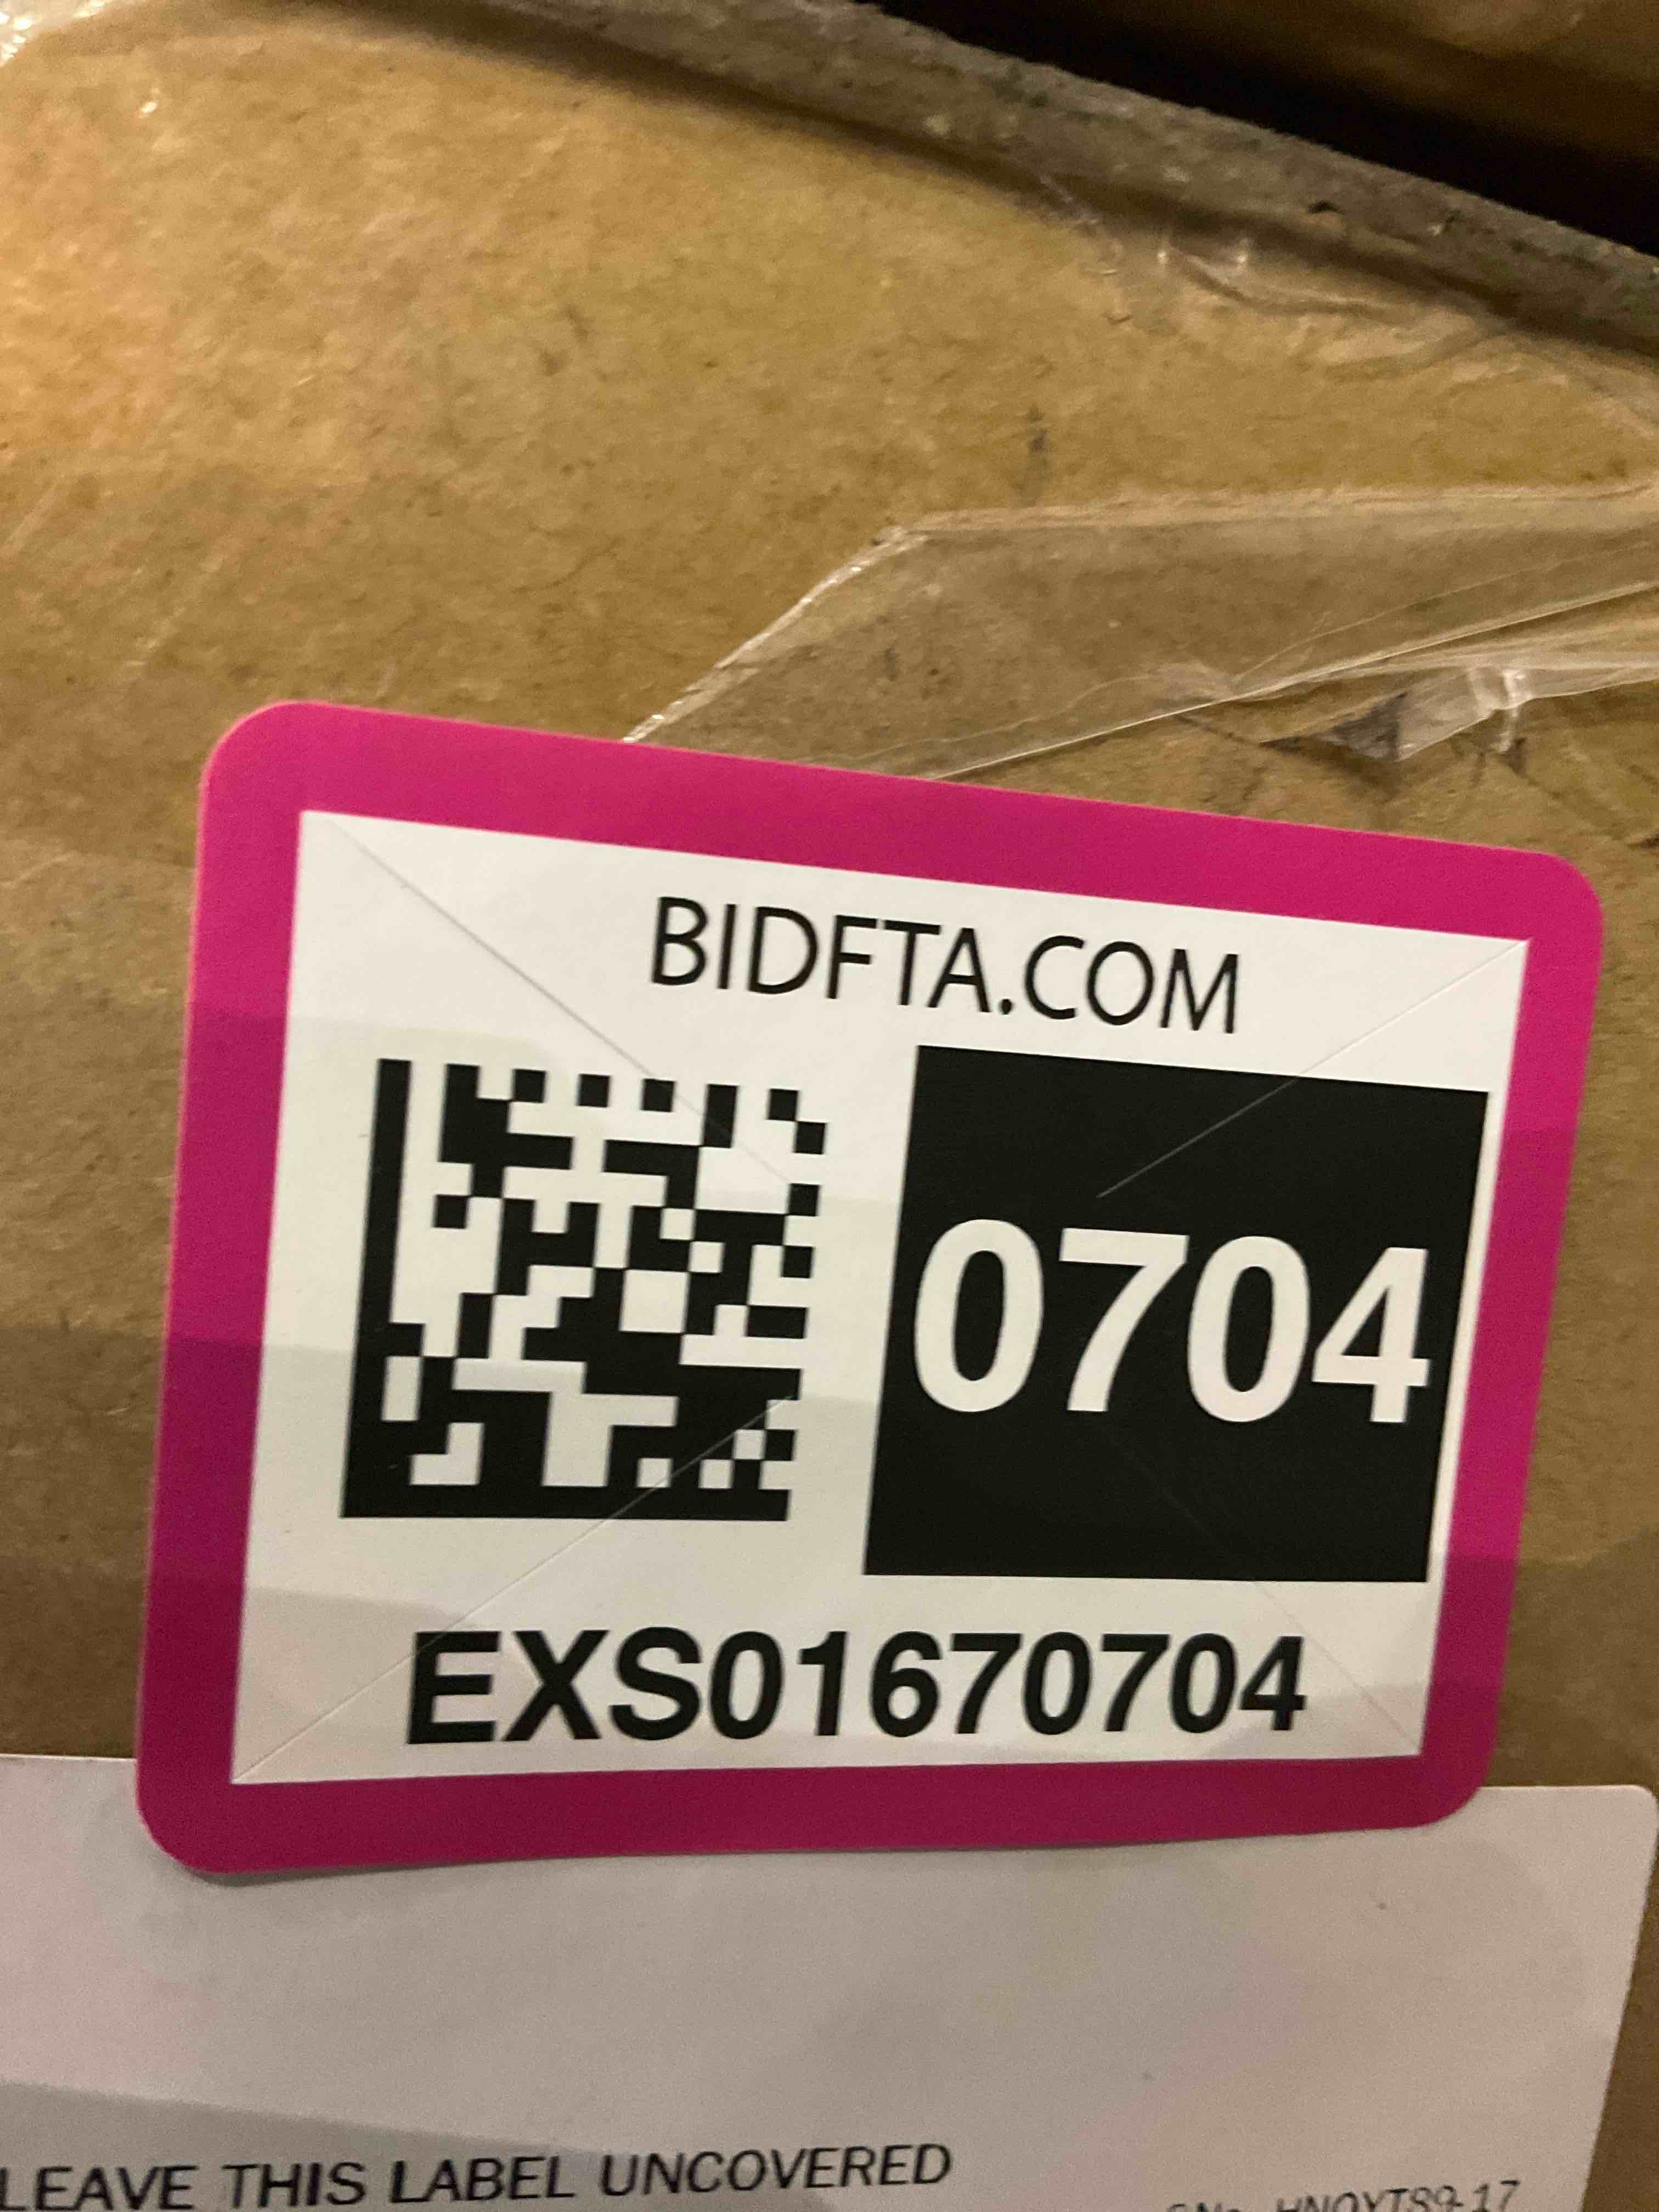 BIDFTA.COM
0704
EXS01670704
LEAVE THIS LABEL UNCOVERED